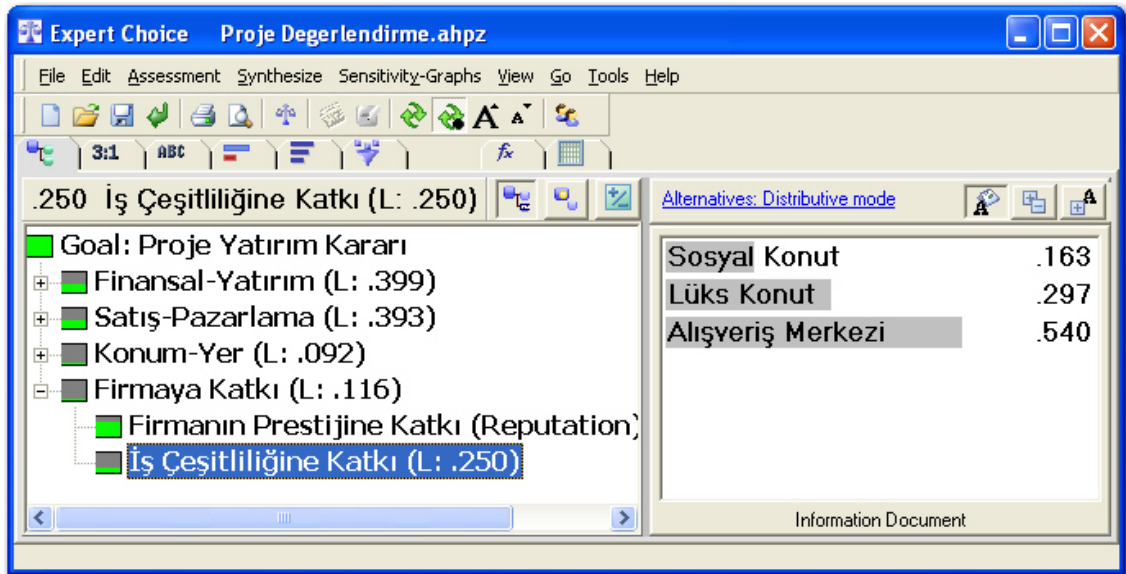 Expert Choice Proje Degerlendirme.ahpz
File Edit Assessment Synthesize Sensitivity-Graphs View Go Tools Help
A A
3:1 ABC fx
.250 İş Çeşitliliğine Katkı (L: .250)
Alternatives: Distributive mode
A A
Goal: Proje Yatırım Kararı
Finansal-Yatırım (L: .399)
Satış-Pazarlama (L: .393)
Konum-Yer (L: .092)
Firmaya Katkı (L: .116)
Firmanın Prestijine Katkı (Reputation)
İş Çeşitliliğine Katkı (L: .250)
Sosyal Konut .163
Lüks Konut .297
Alışveriş Merkezi .540
Information Document